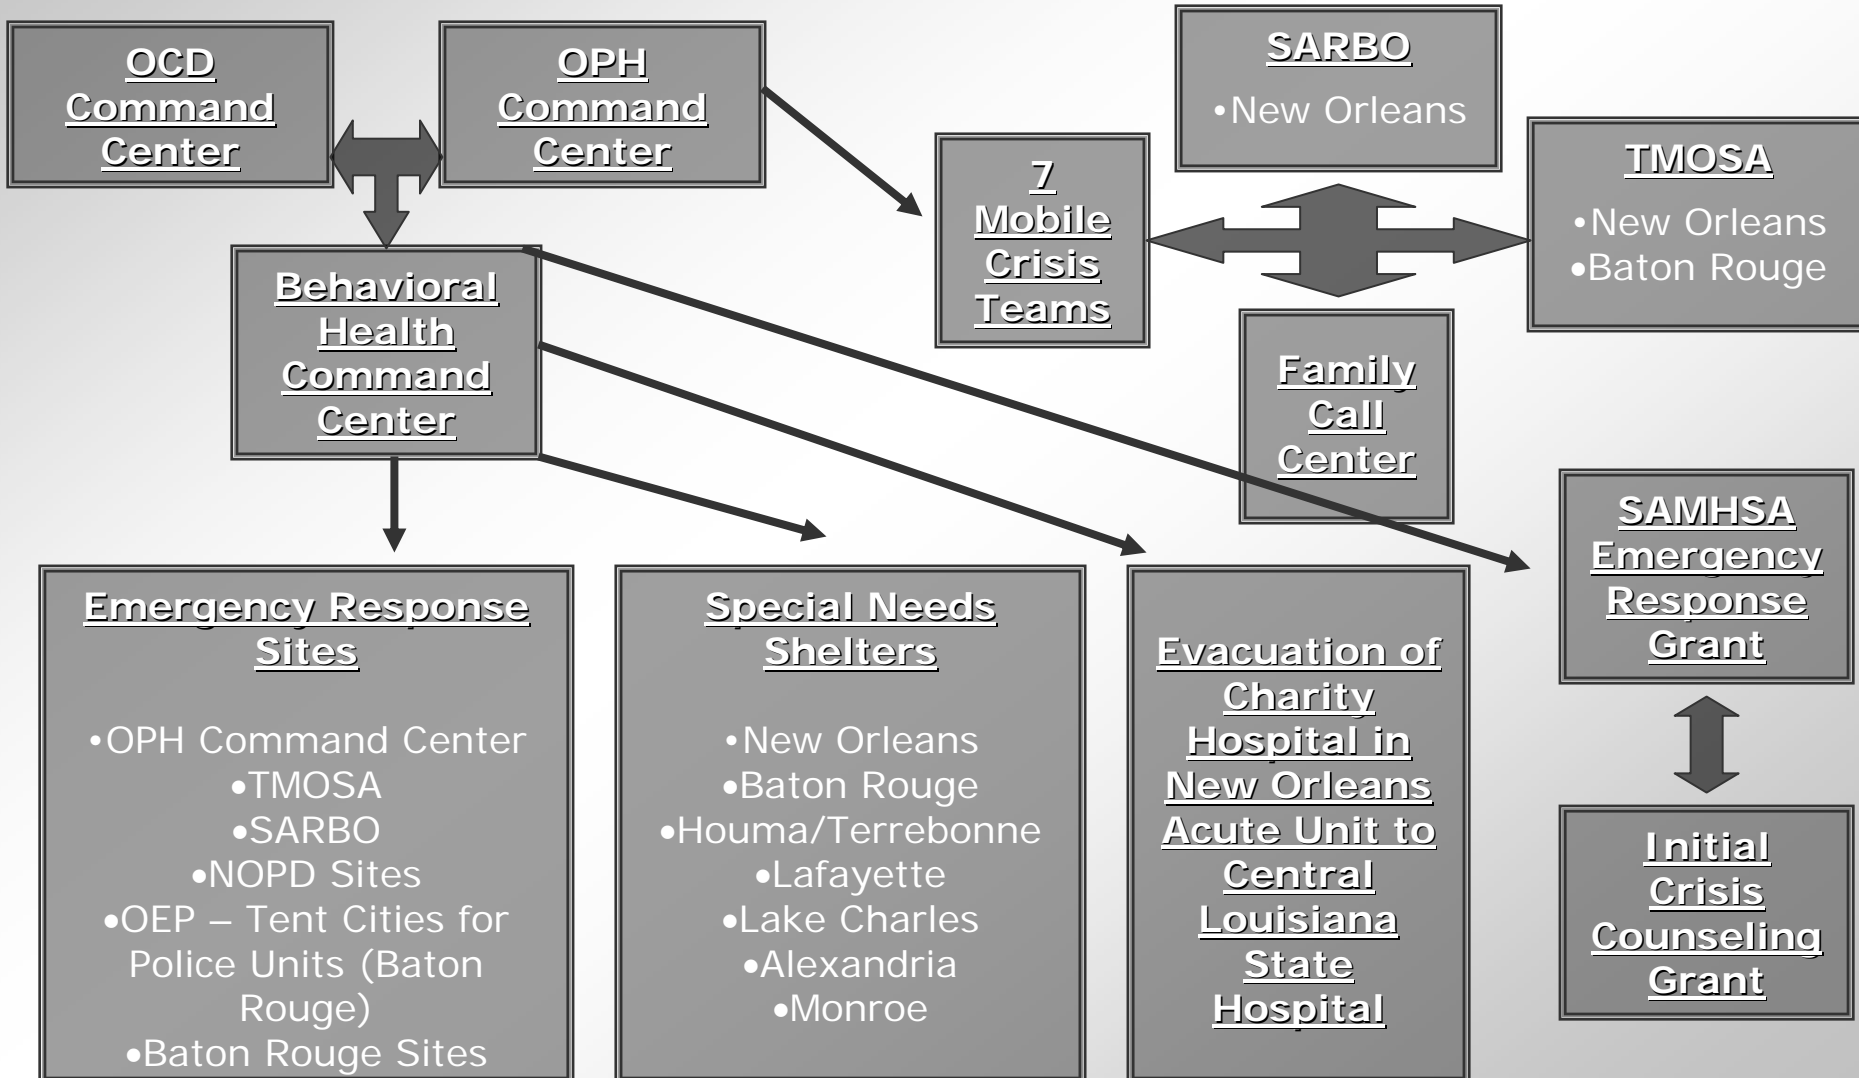 OCD
Command
Center
OPH
Command
Center
SARBO
•New Orleans
TMOSA
•New Orleans
•Baton Rouge
7
Mobile
Crisis
Teams
Behavioral
Health
Command
Center
Family
Call
Center
SAMHSA
Emergency
Response
Grant
Emergency Response
Sites
•OPH Command Center
•TMOSA
•SARBO
•NOPD Sites
•OEP – Tent Cities for
Police Units (Baton
Rouge)
•Baton Rouge Sites
Special Needs
Shelters
•New Orleans
•Baton Rouge
•Houma/Terrebonne
•Lafayette
•Lake Charles
•Alexandria
•Monroe
Evacuation of
Charity
Hospital in
New Orleans
Acute Unit to
Central
Louisiana
State
Hospital
Initial
Crisis
Counseling
Grant